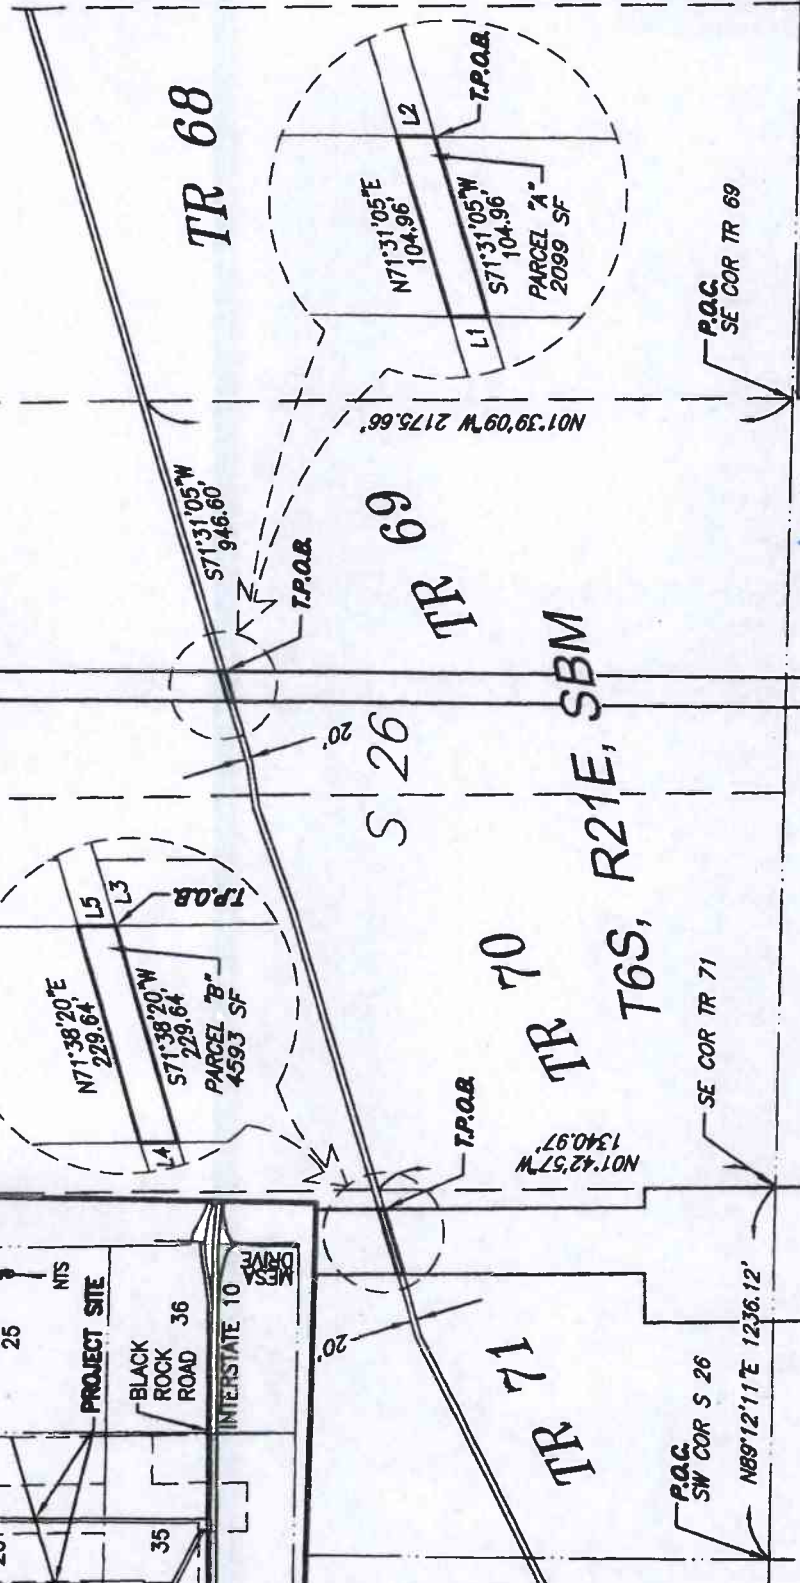 TR 68
L2
T.P.O.B.
N71°31'05"E
104.96'
S71°31'05"W
104.96'
PARCEL "A"
2099 SF
L1
P.O.C.
SE COR TR 69
N01°39'09"W 2175.66'
S71°31'05"W
946.60'
T.P.O.B.
TR 69
20'
S 26
T6S, R21E, SBM
L5
L3
T.P.O.B.
N71°38'20"E
229.64'
S71°38'20"W
229.64'
PARCEL "B"
4593 SF
L4
TR 70
SE COR TR 71
T.P.O.B.
N01°42'57"W
1340.97'
NTS
25
PROJECT SITE
BLACK
ROCK
ROAD
36
INTERSTATE 10
MESA
DRIVE
35
20'
TR 71
P.O.C.
SW COR S 26
N89°12'11"E 1236.12'